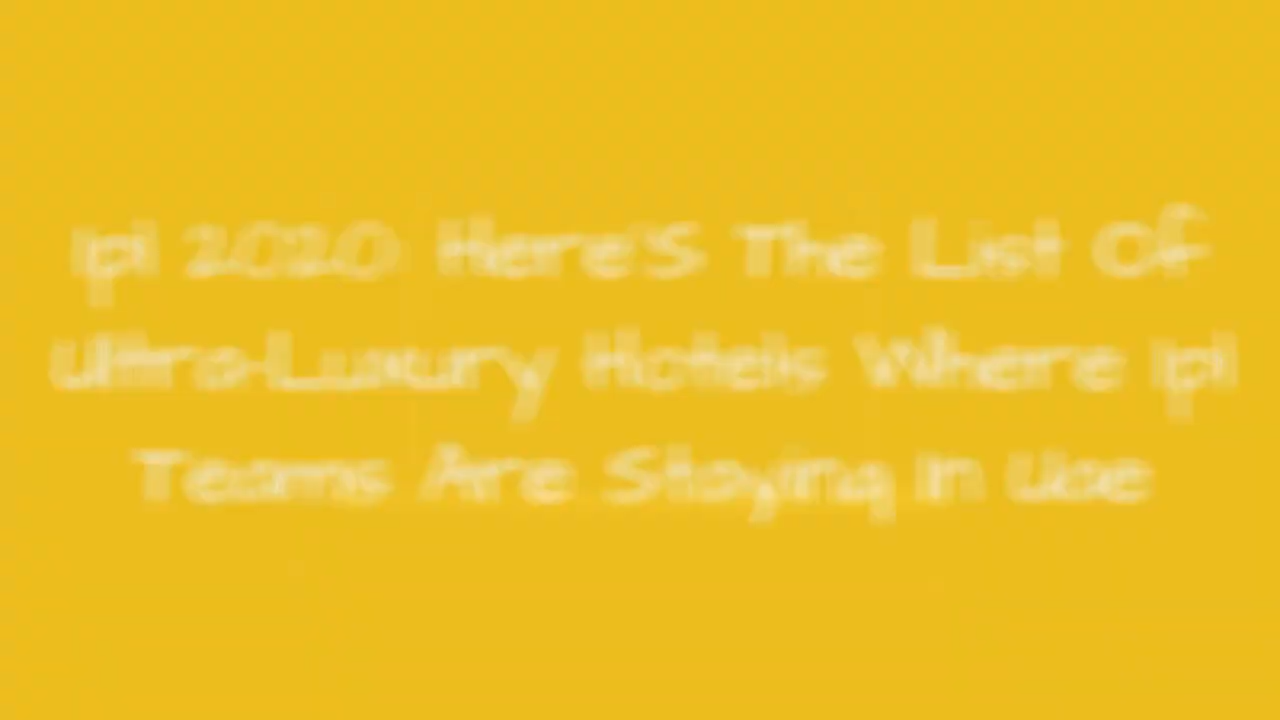 Ipl 2020 Here'S The List Of
Ultra-Luxury Hotels Where Ipl
Teams Are Staying In Uae